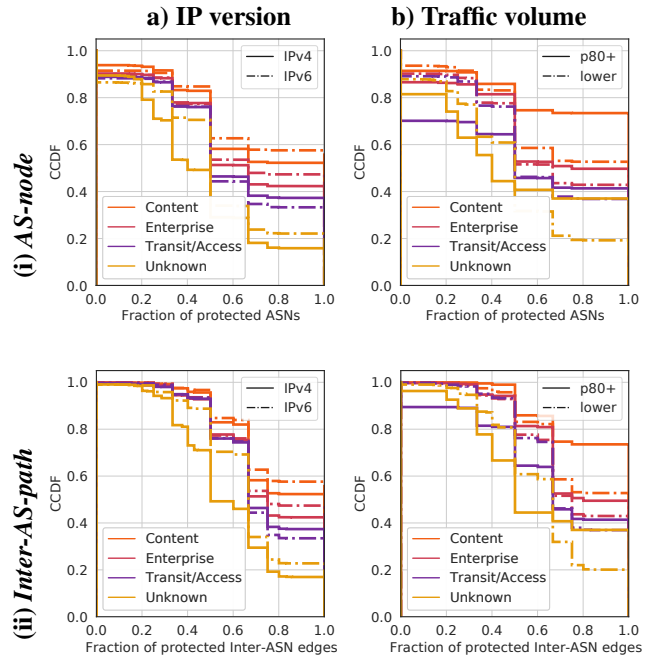 a) IP version
b) Traffic volume
(i) AS-node
CCDF
1.0
0.8
0.6
0.4
0.2
0.0
IPv4
IPv6
Content
Enterprise
Transit/Access
Unknown
0.0 0.2 0.4 0.6 0.8 1.0
Fraction of protected ASNs
CCDF
1.0
0.8
0.6
0.4
0.2
0.0
p80+
lower
Content
Enterprise
Transit/Access
Unknown
0.0 0.2 0.4 0.6 0.8 1.0
Fraction of protected ASNs
(ii) Inter-AS-path
CCDF
1.0
0.8
0.6
0.4
0.2
0.0
IPv4
IPv6
Content
Enterprise
Transit/Access
Unknown
0.0 0.2 0.4 0.6 0.8 1.0
Fraction of protected Inter-ASN edges
CCDF
1.0
0.8
0.6
0.4
0.2
0.0
p80+
lower
Content
Enterprise
Transit/Access
Unknown
0.0 0.2 0.4 0.6 0.8 1.0
Fraction of protected Inter-ASN edges